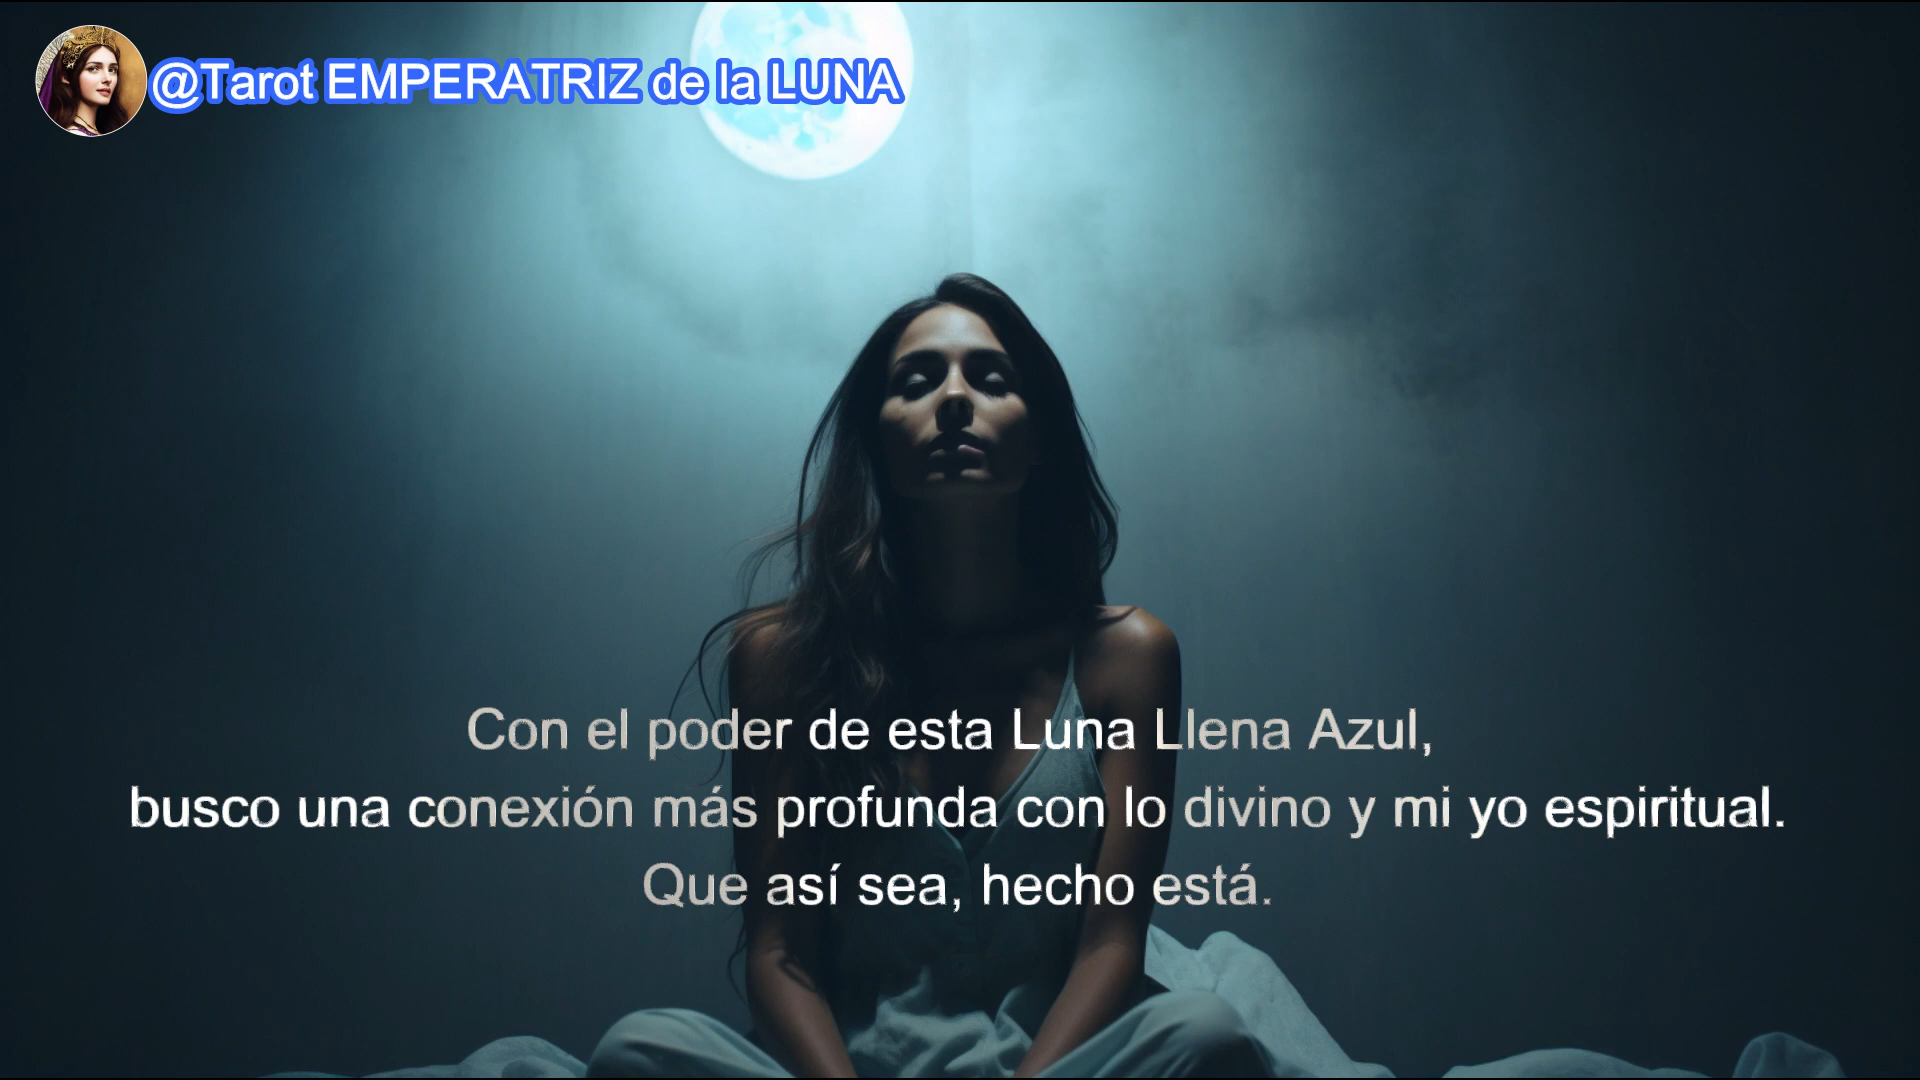 @Tarot EMPERATRIZ de la LUNA
Con el poder de esta Luna Llena Azul,
busco una conexión más profunda con lo divino y mi yo espiritual.
Que así sea, hecho está.